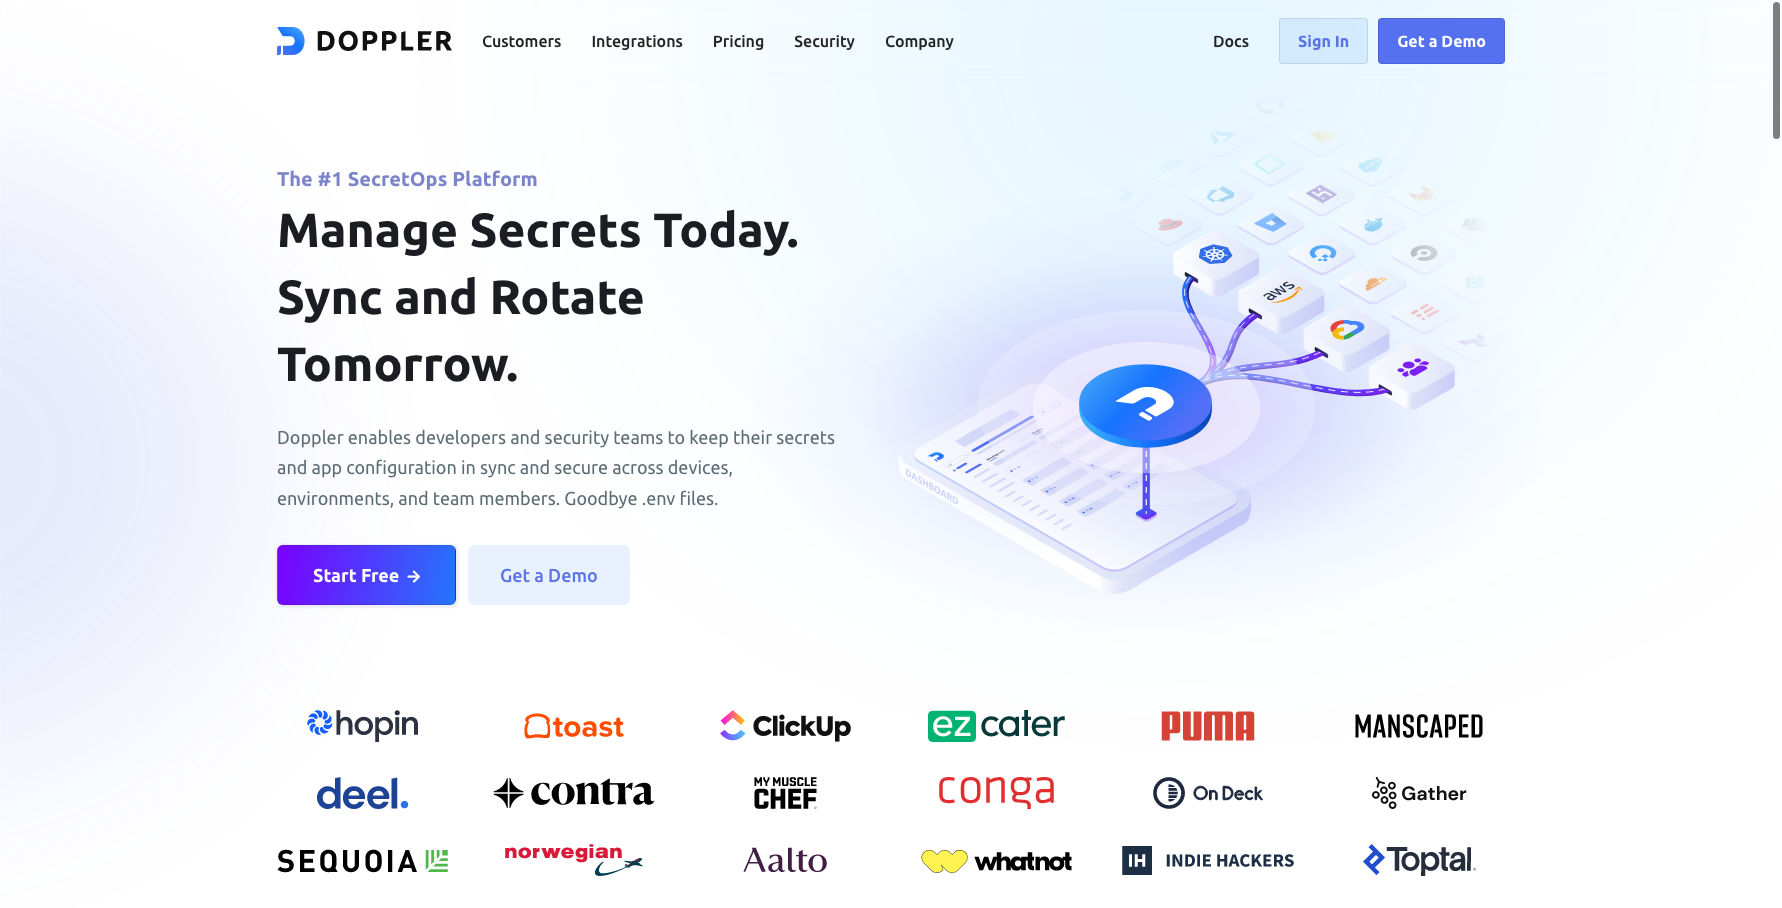 DOPPLER Customers Integrations Pricing Security Company Docs Sign In Get a Demo
The #1 SecretOps Platform
Manage Secrets Today.
Sync and Rotate
Tomorrow.
Doppler enables developers and security teams to keep their secrets
and app configuration in sync and secure across devices,
environments, and team members. Goodbye .env files.
Start Free → Get a Demo
aws
DASHBOARD
hopin toast ClickUp ez cater PUMA MANSCAPED
deel. contra MY MUSCLE CHEF conga On Deck Gather
SEQUOIA norwegian Aalto whatnot IH INDIE HACKERS Toptal